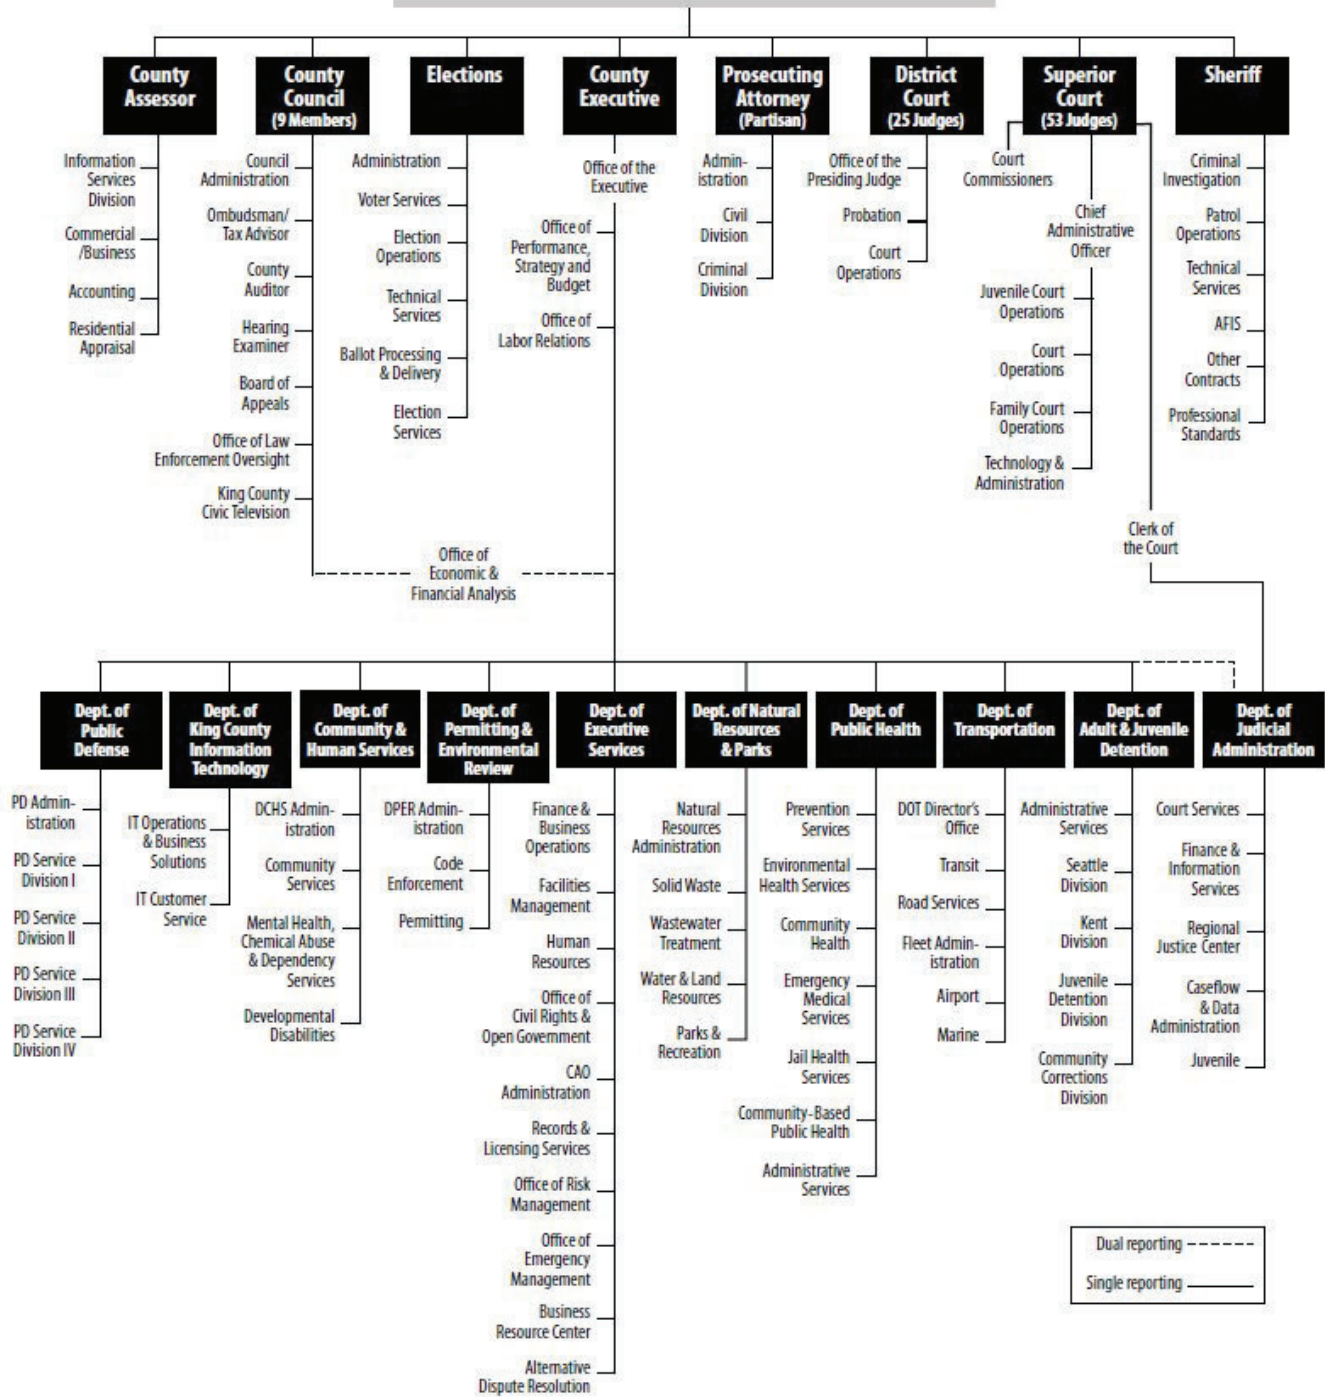 County
Assessor
County
Council
(9 Members)
Elections
County
Executive
Prosecuting
Attorney
(Partisan)
District
Court
(25 Judges)
Superior
Court
(53 Judges)
Sheriff
Information
Services
Division
Commercial
/Business
Accounting
Residential
Appraisal
Council
Administration
Ombudsman/
Tax Advisor
County
Auditor
Hearing
Examiner
Board of
Appeals
Office of Law
Enforcement Oversight
King County
Civic Television
Administration
Voter Services
Election
Operations
Technical
Services
Ballot Processing
& Delivery
Election
Services
Office of the
Executive
Office of
Performance,
Strategy and
Budget
Office of
Labor Relations
Admin-
istration
Civil
Division
Criminal
Division
Office of the
Presiding Judge
Probation
Court
Operations
Court
Commissioners
Chief
Administrative
Officer
Juvenile Court
Operations
Court
Operations
Family Court
Operations
Technology &
Administration
Clerk of
the Court
Criminal
Investigation
Patrol
Operations
Technical
Services
AFIS
Other
Contracts
Professional
Standards
Office of
Economic &
Financial Analysis
Dept. of
Public
Defense
Dept. of
King County
Information
Technology
Dept. of
Community &
Human Services
Dept. of
Permitting &
Environmental
Review
Dept. of
Executive
Services
Dept. of Natural
Resources
& Parks
Dept. of
Public Health
Dept. of
Transportation
Dept. of
Adult & Juvenile
Detention
Dept. of
Judicial
Administration
PD Admin-
istration
PD Service
Division I
PD Service
Division II
PD Service
Division III
PD Service
Division IV
IT Operations
& Business
Solutions
IT Customer
Service
DCHS Admin-
istration
Community
Services
Mental Health,
Chemical Abuse
& Dependency
Services
Developmental
Disabilities
DPER Admin-
istration
Code
Enforcement
Permitting
Finance &
Business
Operations
Facilities
Management
Human
Resources
Office of
Civil Rights &
Open Government
CAO
Administration
Records &
Licensing Services
Office of Risk
Management
Office of
Emergency
Management
Business
Resource Center
Alternative
Dispute Resolution
Natural
Resources
Administration
Solid Waste
Wastewater
Treatment
Water & Land
Resources
Parks &
Recreation
Prevention
Services
Environmental
Health Services
Community
Health
Emergency
Medical
Services
Jail Health
Services
Community-Based
Public Health
Administrative
Services
DOT Director's
Office
Transit
Road Services
Fleet Admin-
istration
Airport
Marine
Administrative
Services
Seattle
Division
Kent
Division
Juvenile
Detention
Division
Community
Corrections
Division
Court Services
Finance &
Information
Services
Regional
Justice Center
Caseflow
& Data
Administration
Juvenile
Dual reporting
Single reporting